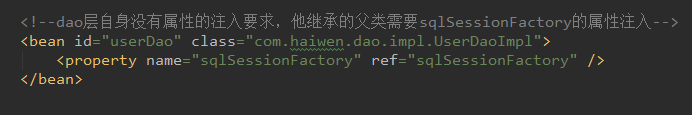 <!--dao层自身没有属性的注入要求，他继承的父类需要sqlSessionFactory的属性注入-->
<bean id="userDao" class="com.haiwen.dao.impl.UserDaoImpl">
    <property name="sqlSessionFactory" ref="sqlSessionFactory" />
</bean>